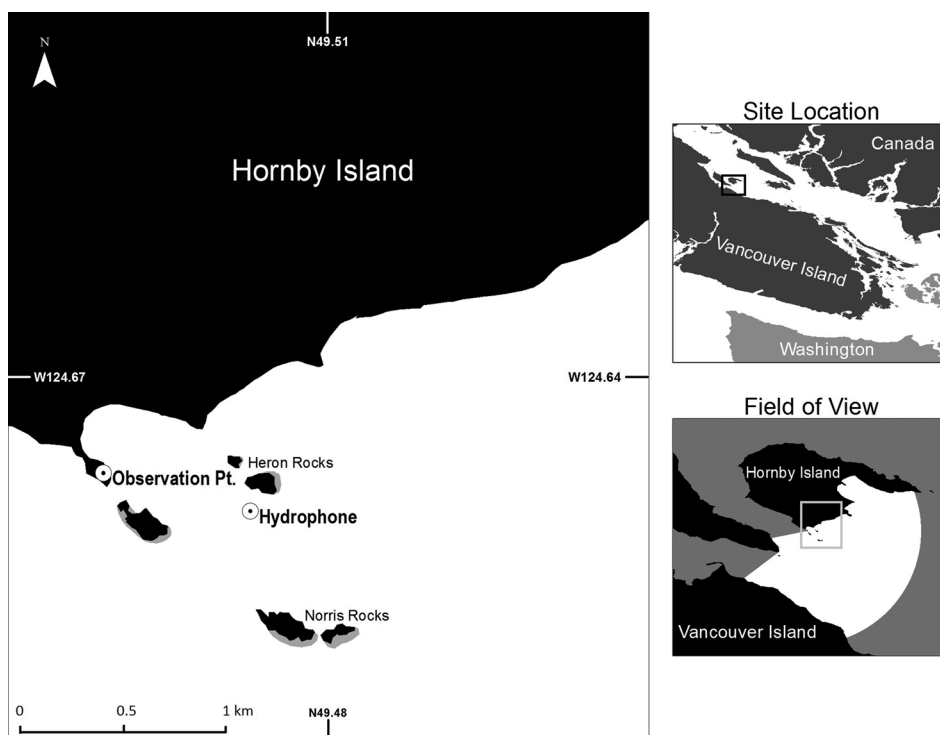 N49.51
N
Hornby Island
W124.67
W124.64
Heron Rocks
Observation Pt.
Hydrophone
Norris Rocks
0 0.5 1 km
N49.48
Site Location
Canada
Vancouver Island
Washington
Field of View
Hornby Island
Vancouver Island